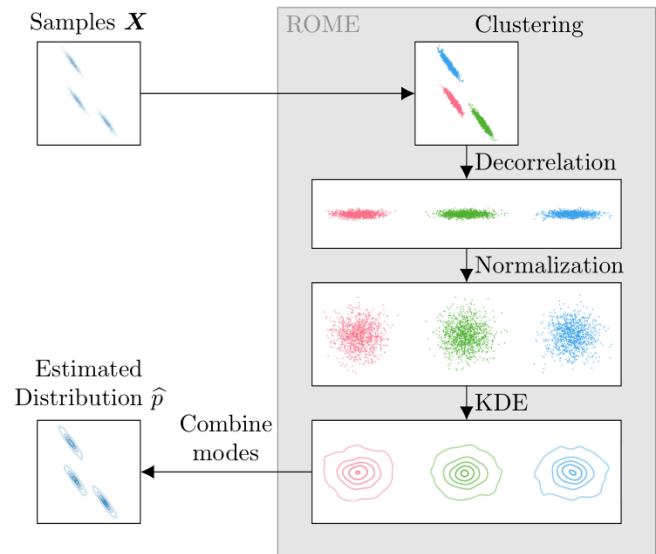 Samples X
ROME
Clustering
Decorrelation
Normalization
Estimated
Distribution p̂
KDE
Combine
modes